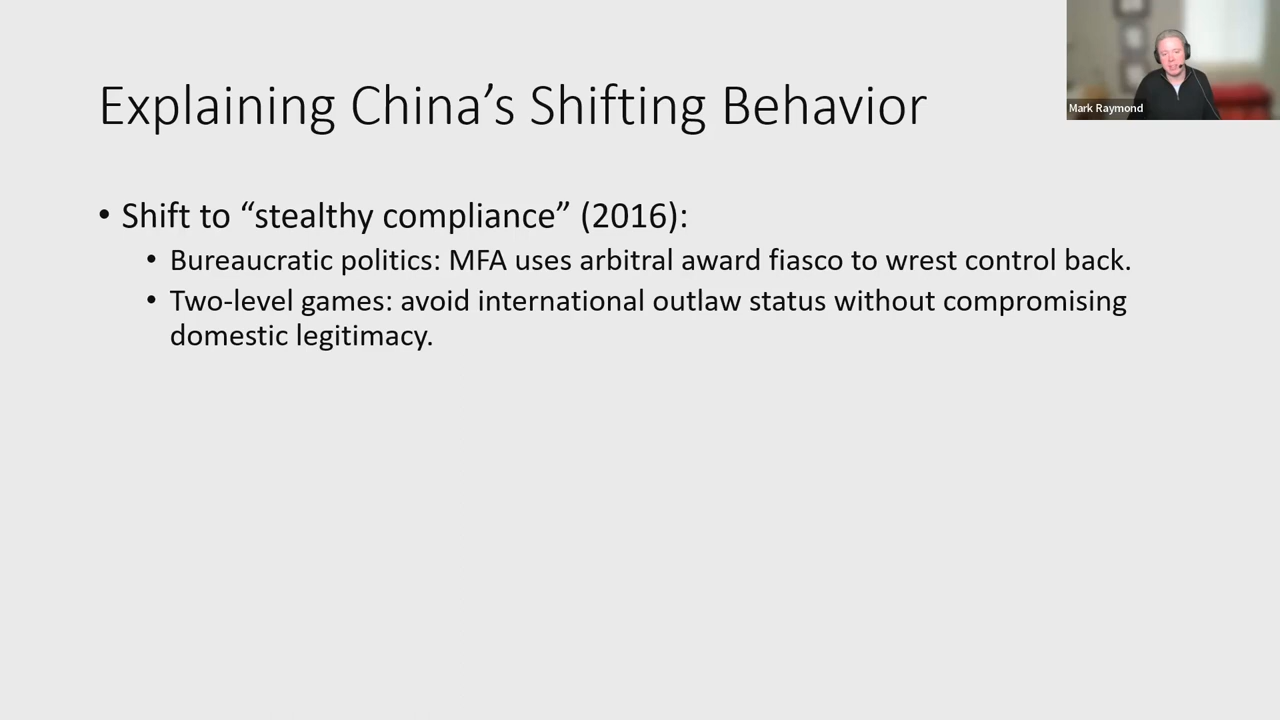 Explaining China’s Shifting Behavior
Mark Raymond
• Shift to “stealthy compliance” (2016):
• Bureaucratic politics: MFA uses arbitral award fiasco to wrest control back.
• Two-level games: avoid international outlaw status without compromising
domestic legitimacy.